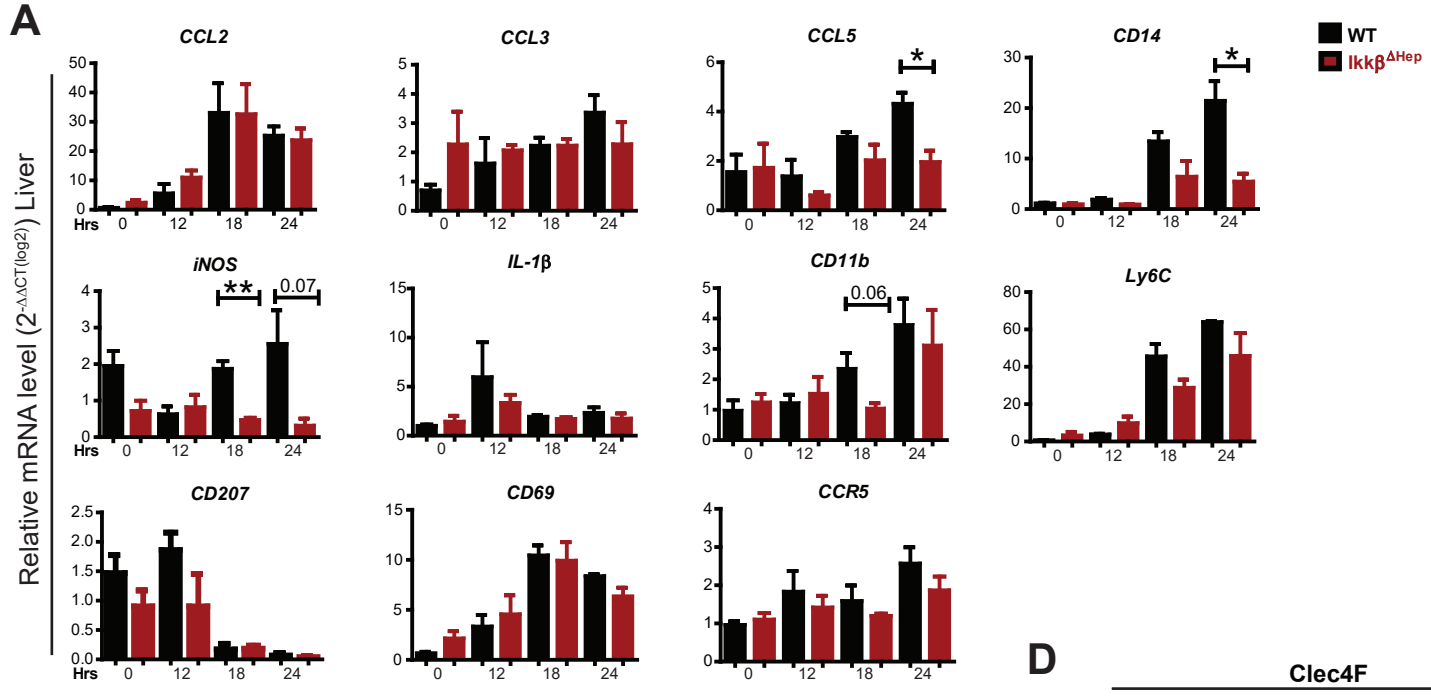 A
Relative mRNA level (2-ΔΔCT(log2)) Liver
WT
Ikkβ ΔHep
CCL2
50
40
30
20
10
0
Hrs 0 12 18 24
CCL3
5
4
3
2
1
0
0 12 18 24
CCL5
*
6
4
2
0
0 12 18 24
CD14
*
30
20
10
0
0 12 18 24
iNOS
** 0.07
4
3
2
1
0
Hrs 0 12 18 24
IL-1β
15
10
5
0
0 12 18 24
CD11b
0.06
5
4
3
2
1
0
0 12 18 24
Ly6C
80
60
40
20
0
0 12 18 24
CD207
2.5
2.0
1.5
1.0
0.5
0.0
Hrs 0 12 18 24
CD69
15
10
5
0
0 12 18 24
CCR5
4
3
2
1
0
0 12 18 24
D
Clec4F